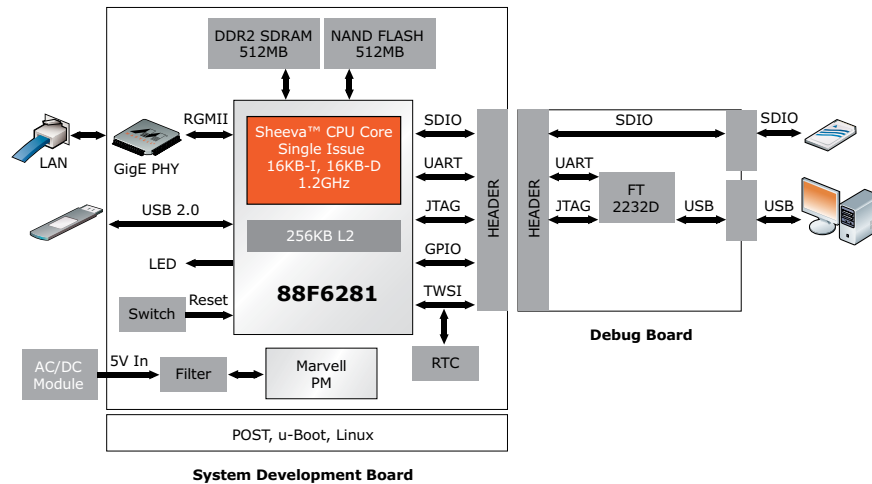 DDR2 SDRAM
512MB
NAND FLASH
512MB
LAN
GigE PHY
RGMII
Sheeva™ CPU Core
Single Issue
16KB-I, 16KB-D
1.2GHz
256KB L2
88F6281
USB 2.0
LED
Switch
Reset
AC/DC
Module
5V In
Filter
Marvell
PM
SDIO
UART
JTAG
GPIO
TWSI
RTC
HEADER
HEADER
SDIO
UART
JTAG
FT
2232D
USB
SDIO
USB
Debug Board
POST, u-Boot, Linux
System Development Board